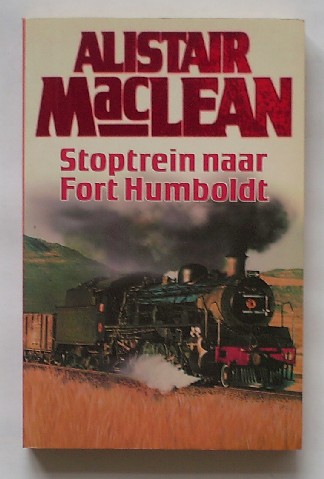 ALISTAIR
MacLEAN
Stoptrein naar
Fort Humboldt